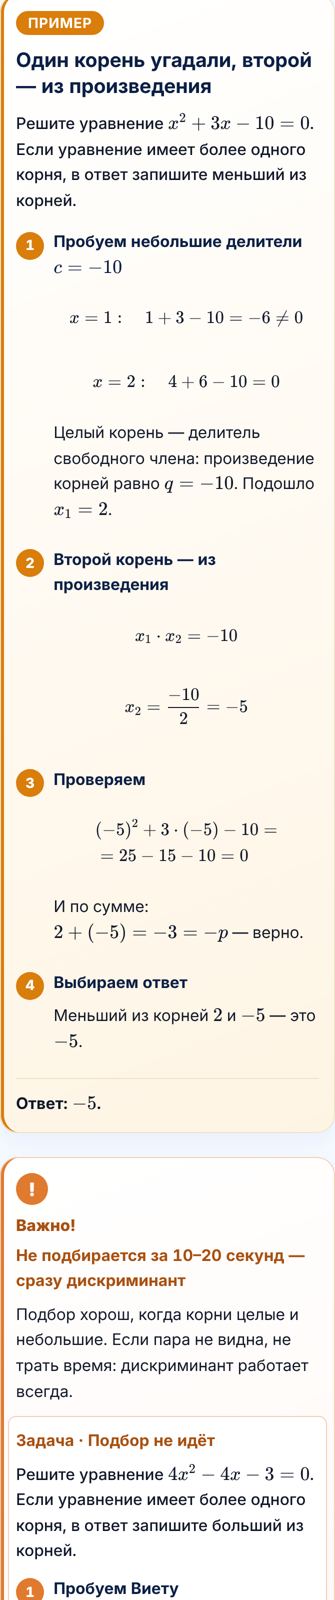 ПРИМЕР
Один корень угадали, второй
— из произведения
Решите уравнение x² + 3x − 10 = 0.
Если уравнение имеет более одного
корня, в ответ запишите меньший из
корней.
1 Пробуем небольшие делители
c = −10
x = 1 : 1 + 3 − 10 = −6 ≠ 0
x = 2 : 4 + 6 − 10 = 0
Целый корень — делитель
свободного члена: произведение
корней равно q = −10. Подошло
x₁ = 2.
2 Второй корень — из
произведения
x₁ · x₂ = −10
x₂ = −10/2 = −5
3 Проверяем
(−5)² + 3 · (−5) − 10 =
= 25 − 15 − 10 = 0
И по сумме:
2 + (−5) = −3 = −p — верно.
4 Выбираем ответ
Меньший из корней 2 и −5 — это
−5.
Ответ: −5.
!
Важно!
Не подбирается за 10–20 секунд —
сразу дискриминант
Подбор хорош, когда корни целые и
небольшие. Если пара не видна, не
трать время: дискриминант работает
всегда.
Задача · Подбор не идёт
Решите уравнение 4x² − 4x − 3 = 0.
Если уравнение имеет более одного
корня, в ответ запишите больший из
корней.
1 Пробуем Виету